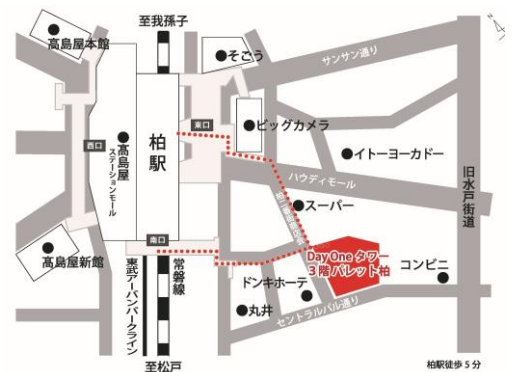 至我孫子
髙島屋本館
そごう
サンサン通り
東口
ビッグカメラ
柏駅
西口
髙島屋
ステーションモール
イトーヨーカドー
ハウディモール
旧水戸街道
スーパー
南口
Day One タワー
3階パレット柏
コンビニ
髙島屋新館
東武アーバンパークライン
常磐線
ドンキホーテ
丸井
セントラルパル通り
至松戸
柏駅徒歩5分